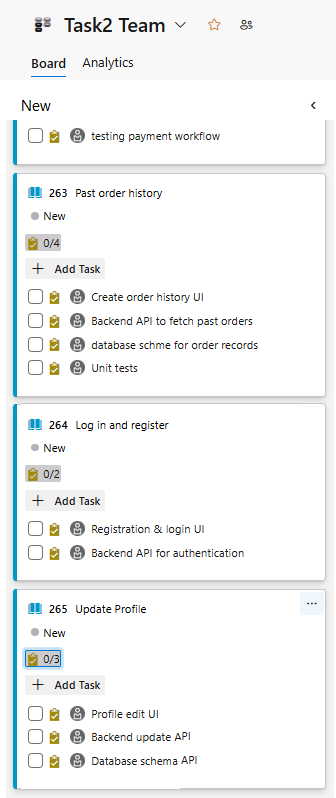 Task2 Team
Board Analytics
New
testing payment workflow
263 Past order history
New
0/4
+ Add Task
Create order history UI
Backend API to fetch past orders
database schme for order records
Unit tests
264 Log in and register
New
0/2
+ Add Task
Registration & login UI
Backend API for authentication
265 Update Profile
New
0/3
+ Add Task
Profile edit UI
Backend update API
Database schema API